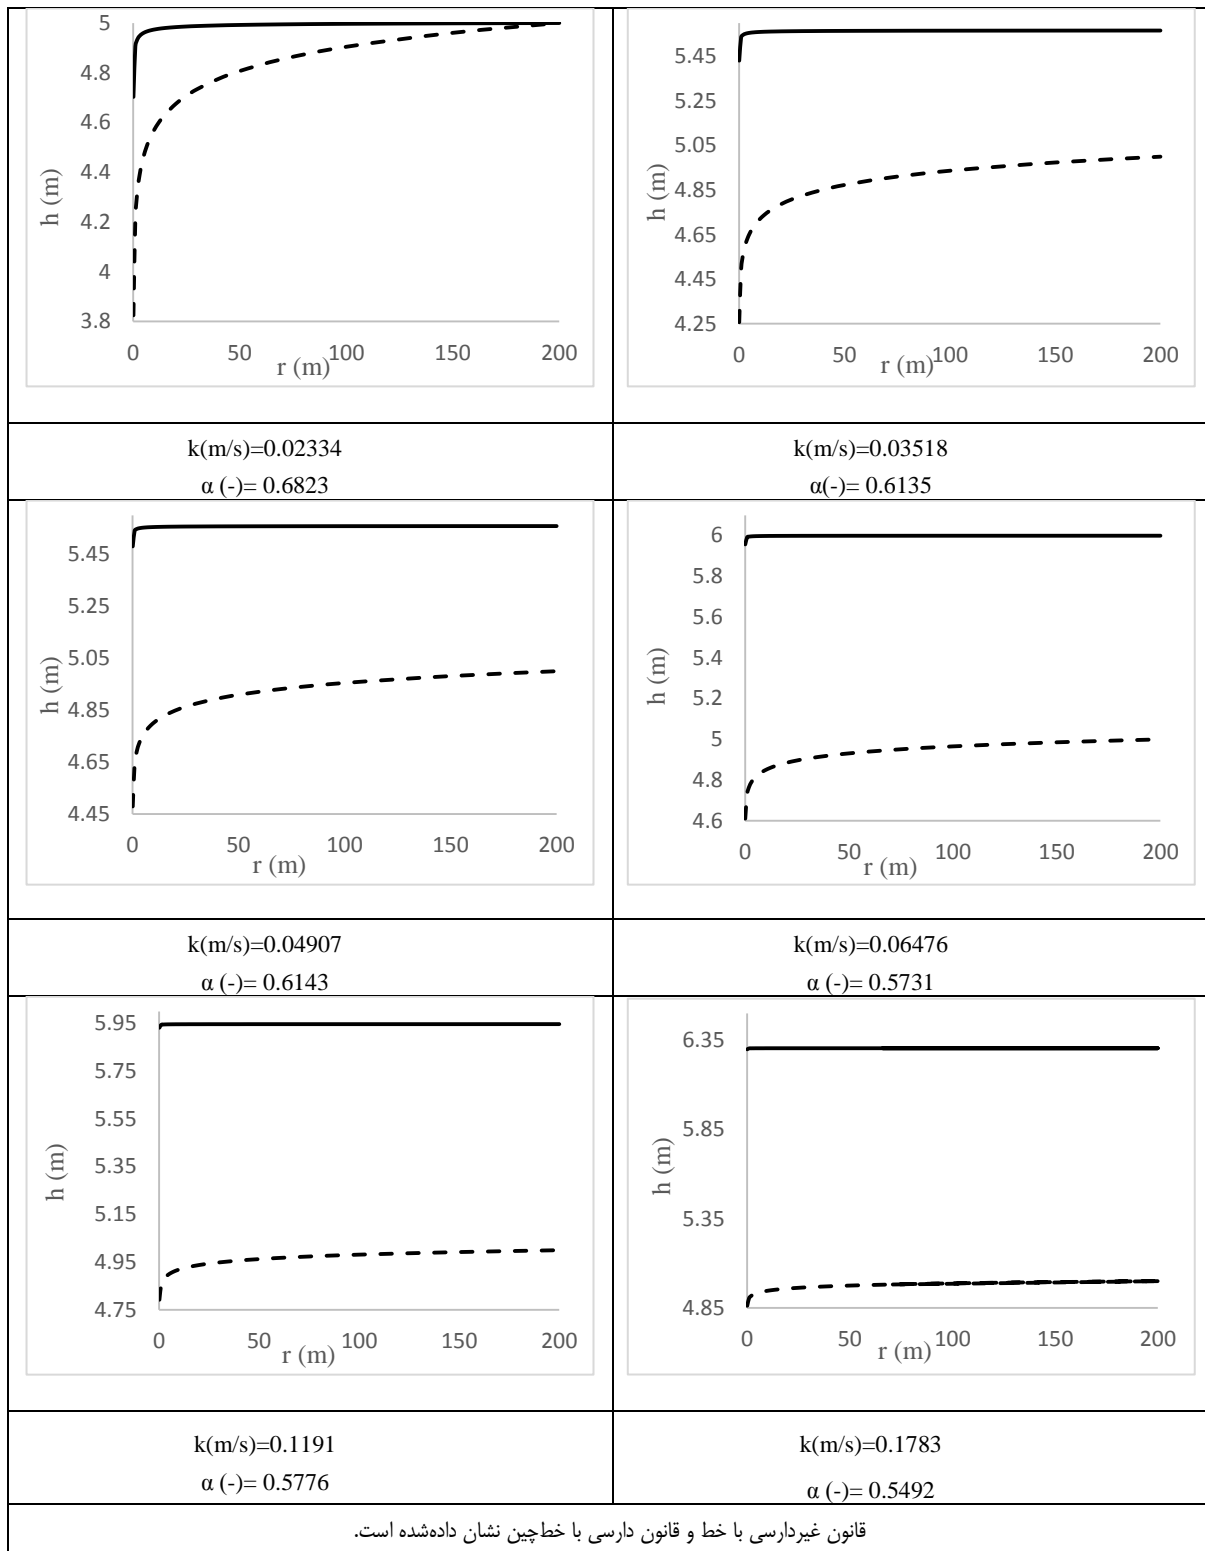 5
4.8
4.6
4.4
4.2
4
3.8
h (m)
0 50 100 150 200
r (m)
5.45
5.25
5.05
4.85
4.65
4.45
4.25
h (m)
0 50 100 150 200
r (m)
k(m/s)=0.02334
α (-)= 0.6823
k(m/s)=0.03518
α(-)= 0.6135
5.45
5.25
5.05
4.85
4.65
4.45
h (m)
0 50 100 150 200
r (m)
6
5.8
5.6
5.4
5.2
5
4.8
4.6
h (m)
0 50 100 150 200
r (m)
k(m/s)=0.04907
α (-)= 0.6143
k(m/s)=0.06476
α (-)= 0.5731
5.95
5.75
5.55
5.35
5.15
4.95
4.75
h (m)
0 50 100 150 200
r (m)
6.35
5.85
5.35
4.85
h (m)
0 50 100 150 200
r (m)
k(m/s)=0.1191
α (-)= 0.5776
k(m/s)=0.1783
α (-)= 0.5492
قانون غیردارسی با خط و قانون دارسی با خط‌چین نشان داده‌شده است.